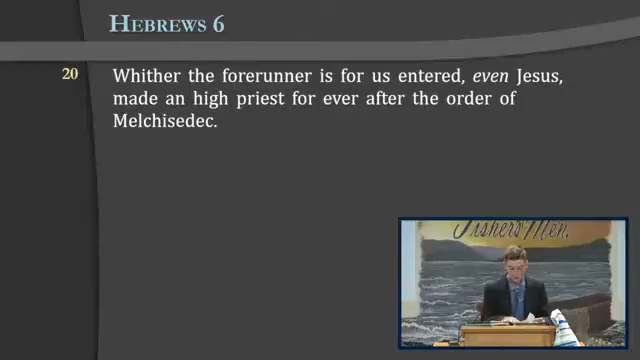 HEBREWS 6
20 Whither the forerunner is for us entered, even Jesus,
made an high priest for ever after the order of
Melchisedec.
Fishers Men.